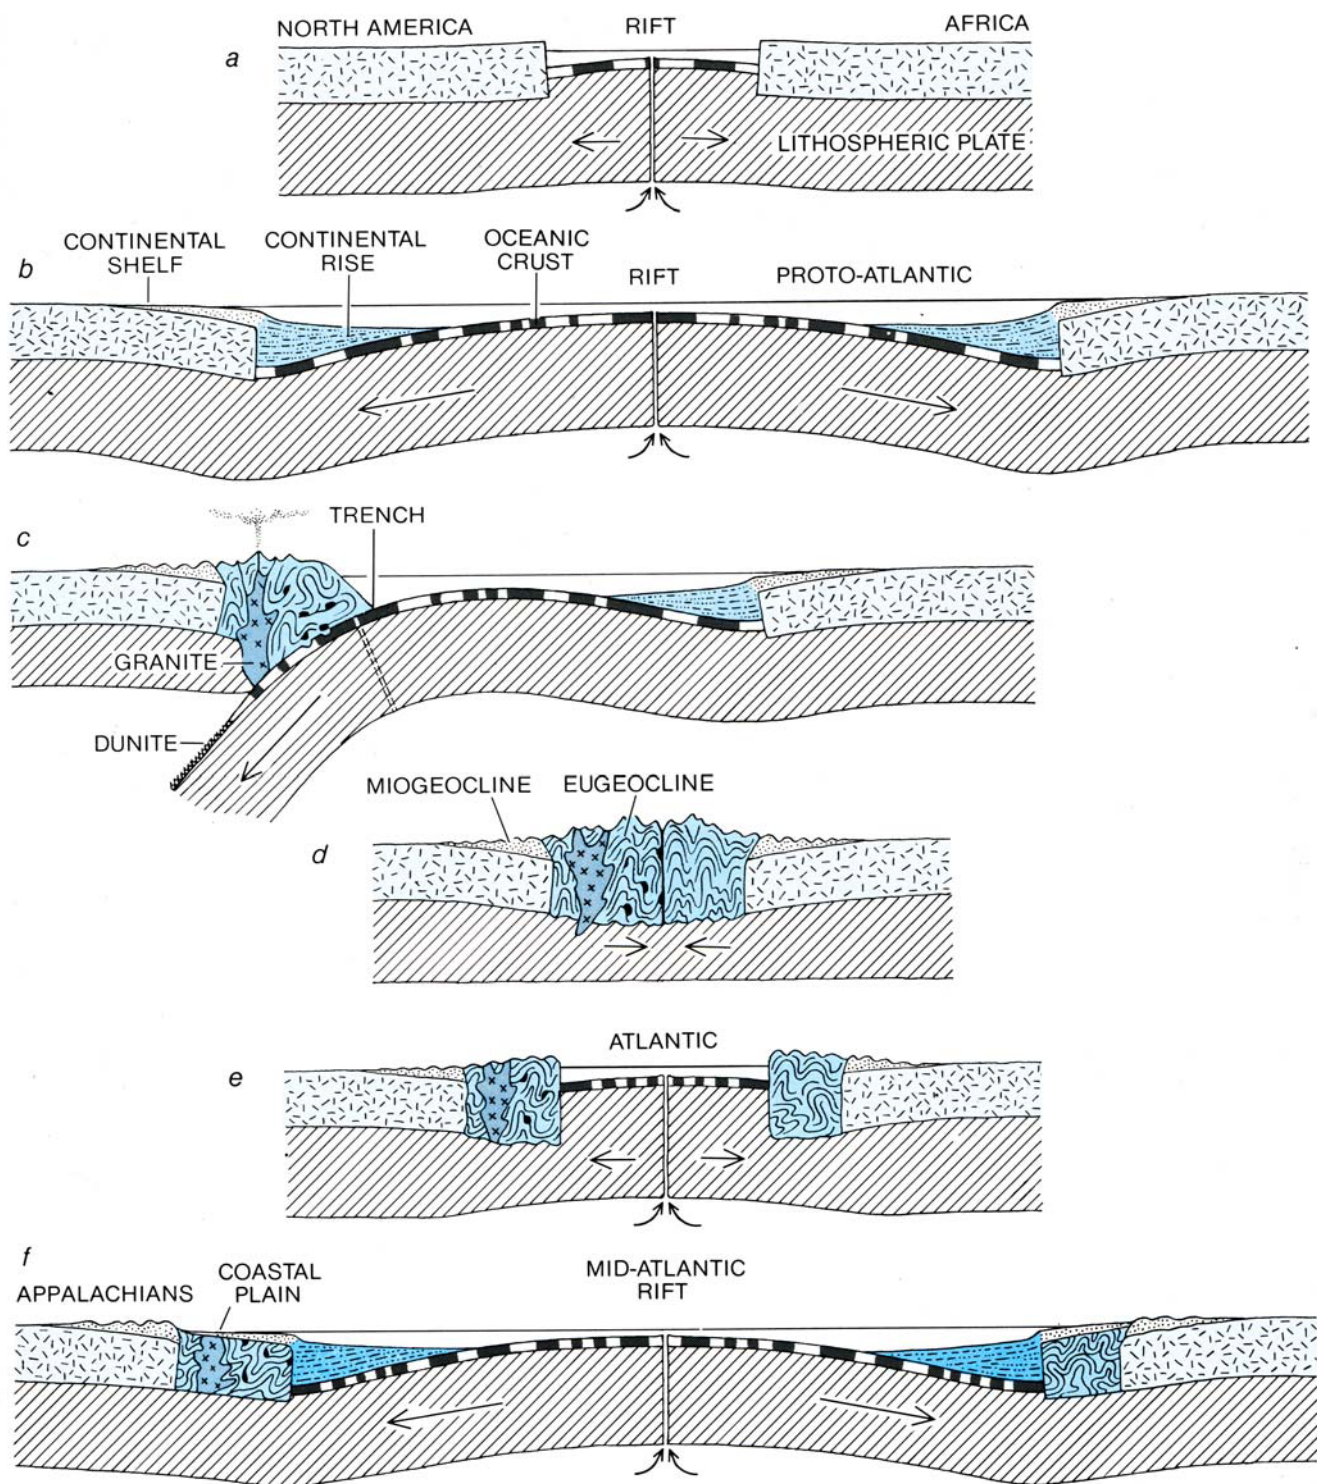 NORTH AMERICA
RIFT
AFRICA
a
LITHOSPHERIC PLATE
CONTINENTAL
SHELF
CONTINENTAL
RISE
OCEANIC
CRUST
b
RIFT
PROTO-ATLANTIC
TRENCH
c
GRANITE
DUNITE
MIOGEOCLINE
EUGEOCLINE
d
ATLANTIC
e
f
APPALACHIANS
COASTAL
PLAIN
MID-ATLANTIC
RIFT